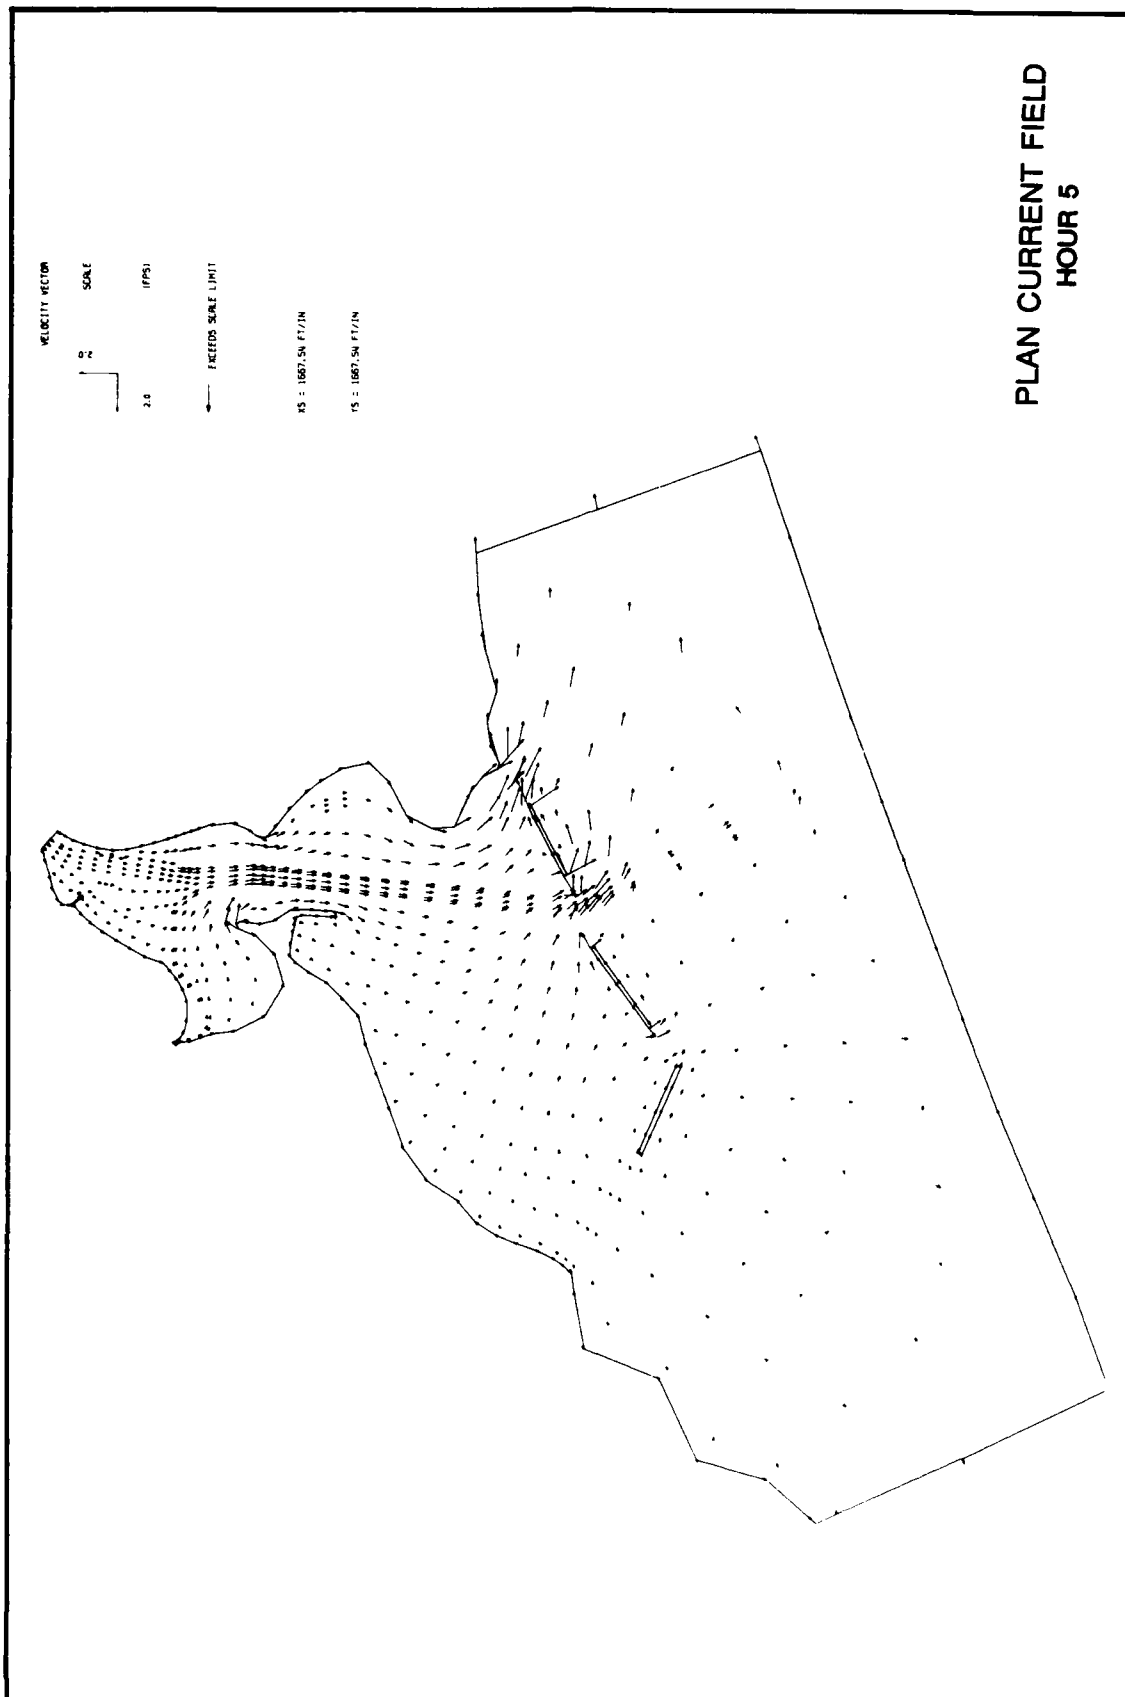 VELOCITY VECTOR
SCALE
2.0
2.0 (FPS)
EXCEEDS SCALE LIMIT
XS = 1667.54 FT/IN
YS = 1667.54 FT/IN
PLAN CURRENT FIELD
HOUR 5